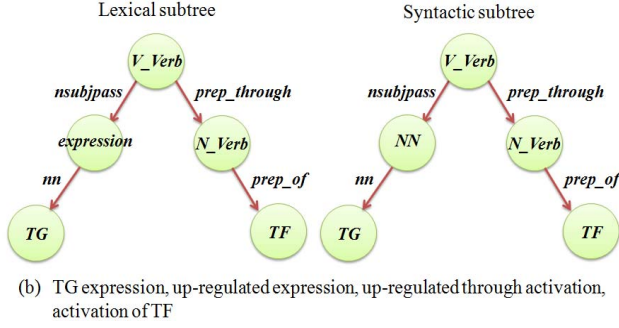 Lexical subtree Syntactic subtree
V_Verb V_Verb
nsubjpass prep_through nsubjpass prep_through
expression N_Verb NN N_Verb
nn prep_of nn prep_of
TG TF TG TF
(b) TG expression, up-regulated expression, up-regulated through activation,
activation of TF